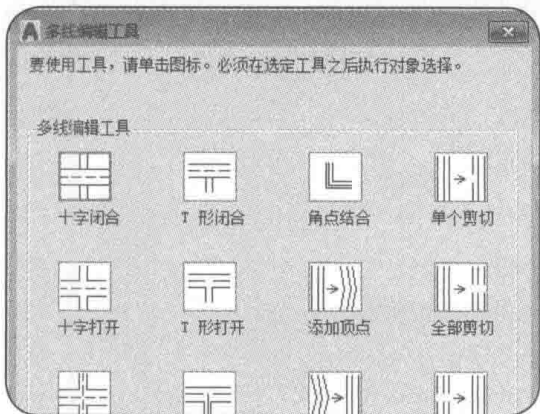 多线编辑工具
要使用工具，请单击图标。必须在选定工具之后执行对象选择。
多线编辑工具
十字闭合 T 形闭合 角点结合 单个剪切
十字打开 T 形打开 添加顶点 全部剪切